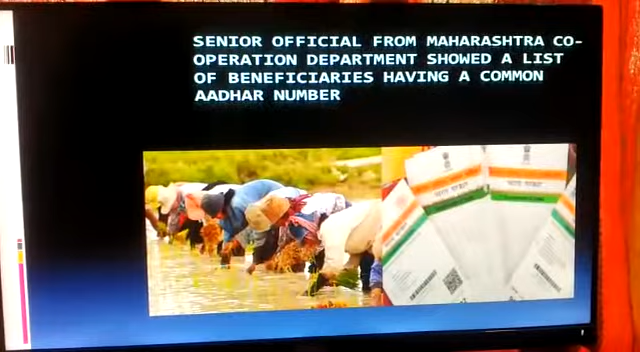 SENIOR OFFICIAL FROM MAHARASHTRA CO-
OPERATION DEPARTMENT SHOWED A LIST
OF BENEFICIARIES HAVING A COMMON
AADHAR NUMBER